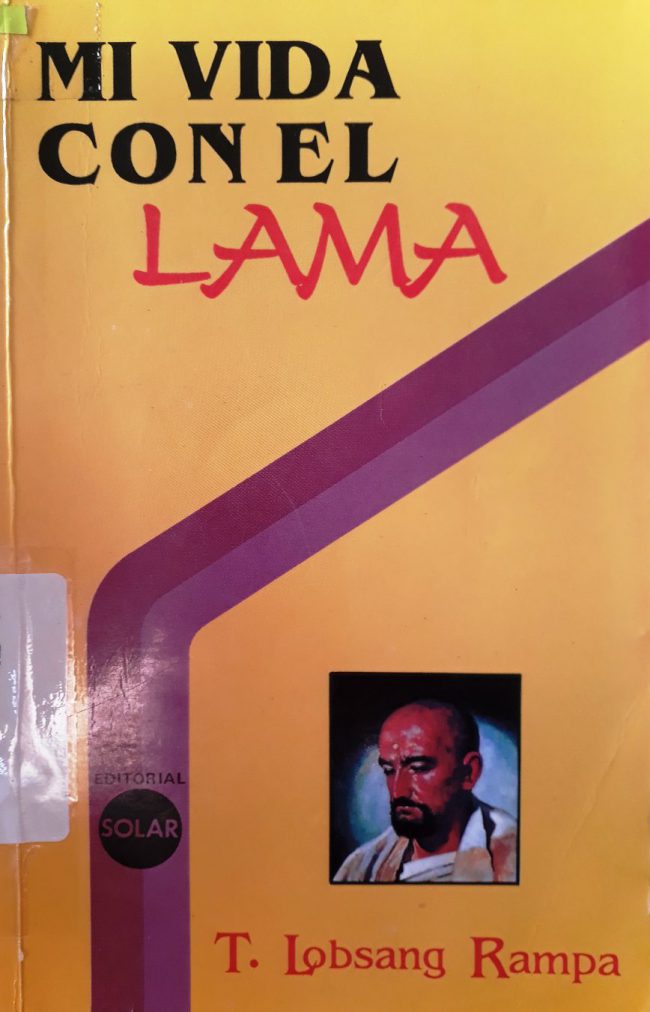 MI VIDA
CON EL
LAMA
EDITORIAL
SOLAR
T. Lobsang Rampa